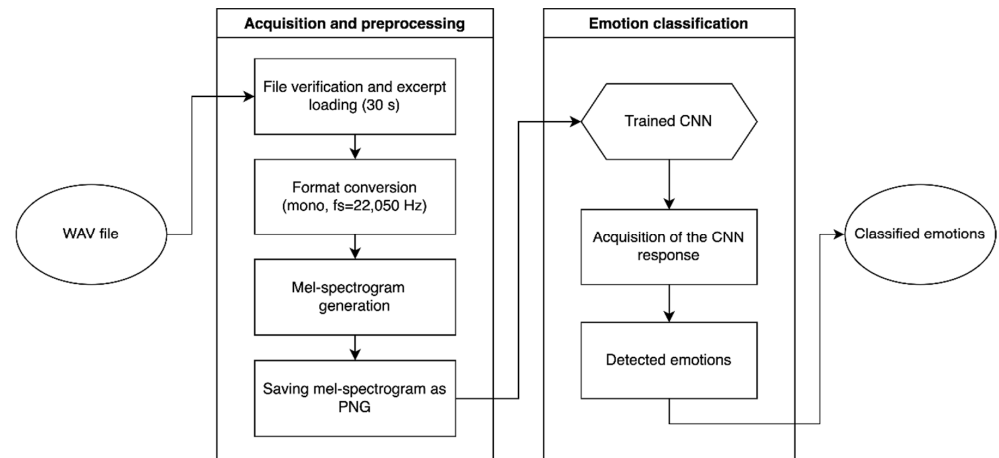 Acquisition and preprocessing
File verification and excerpt
loading (30 s)
Format conversion
(mono, fs=22,050 Hz)
Mel-spectrogram
generation
Saving mel-spectrogram as
PNG
WAV file
Emotion classification
Trained CNN
Acquisition of the CNN
response
Detected emotions
Classified emotions